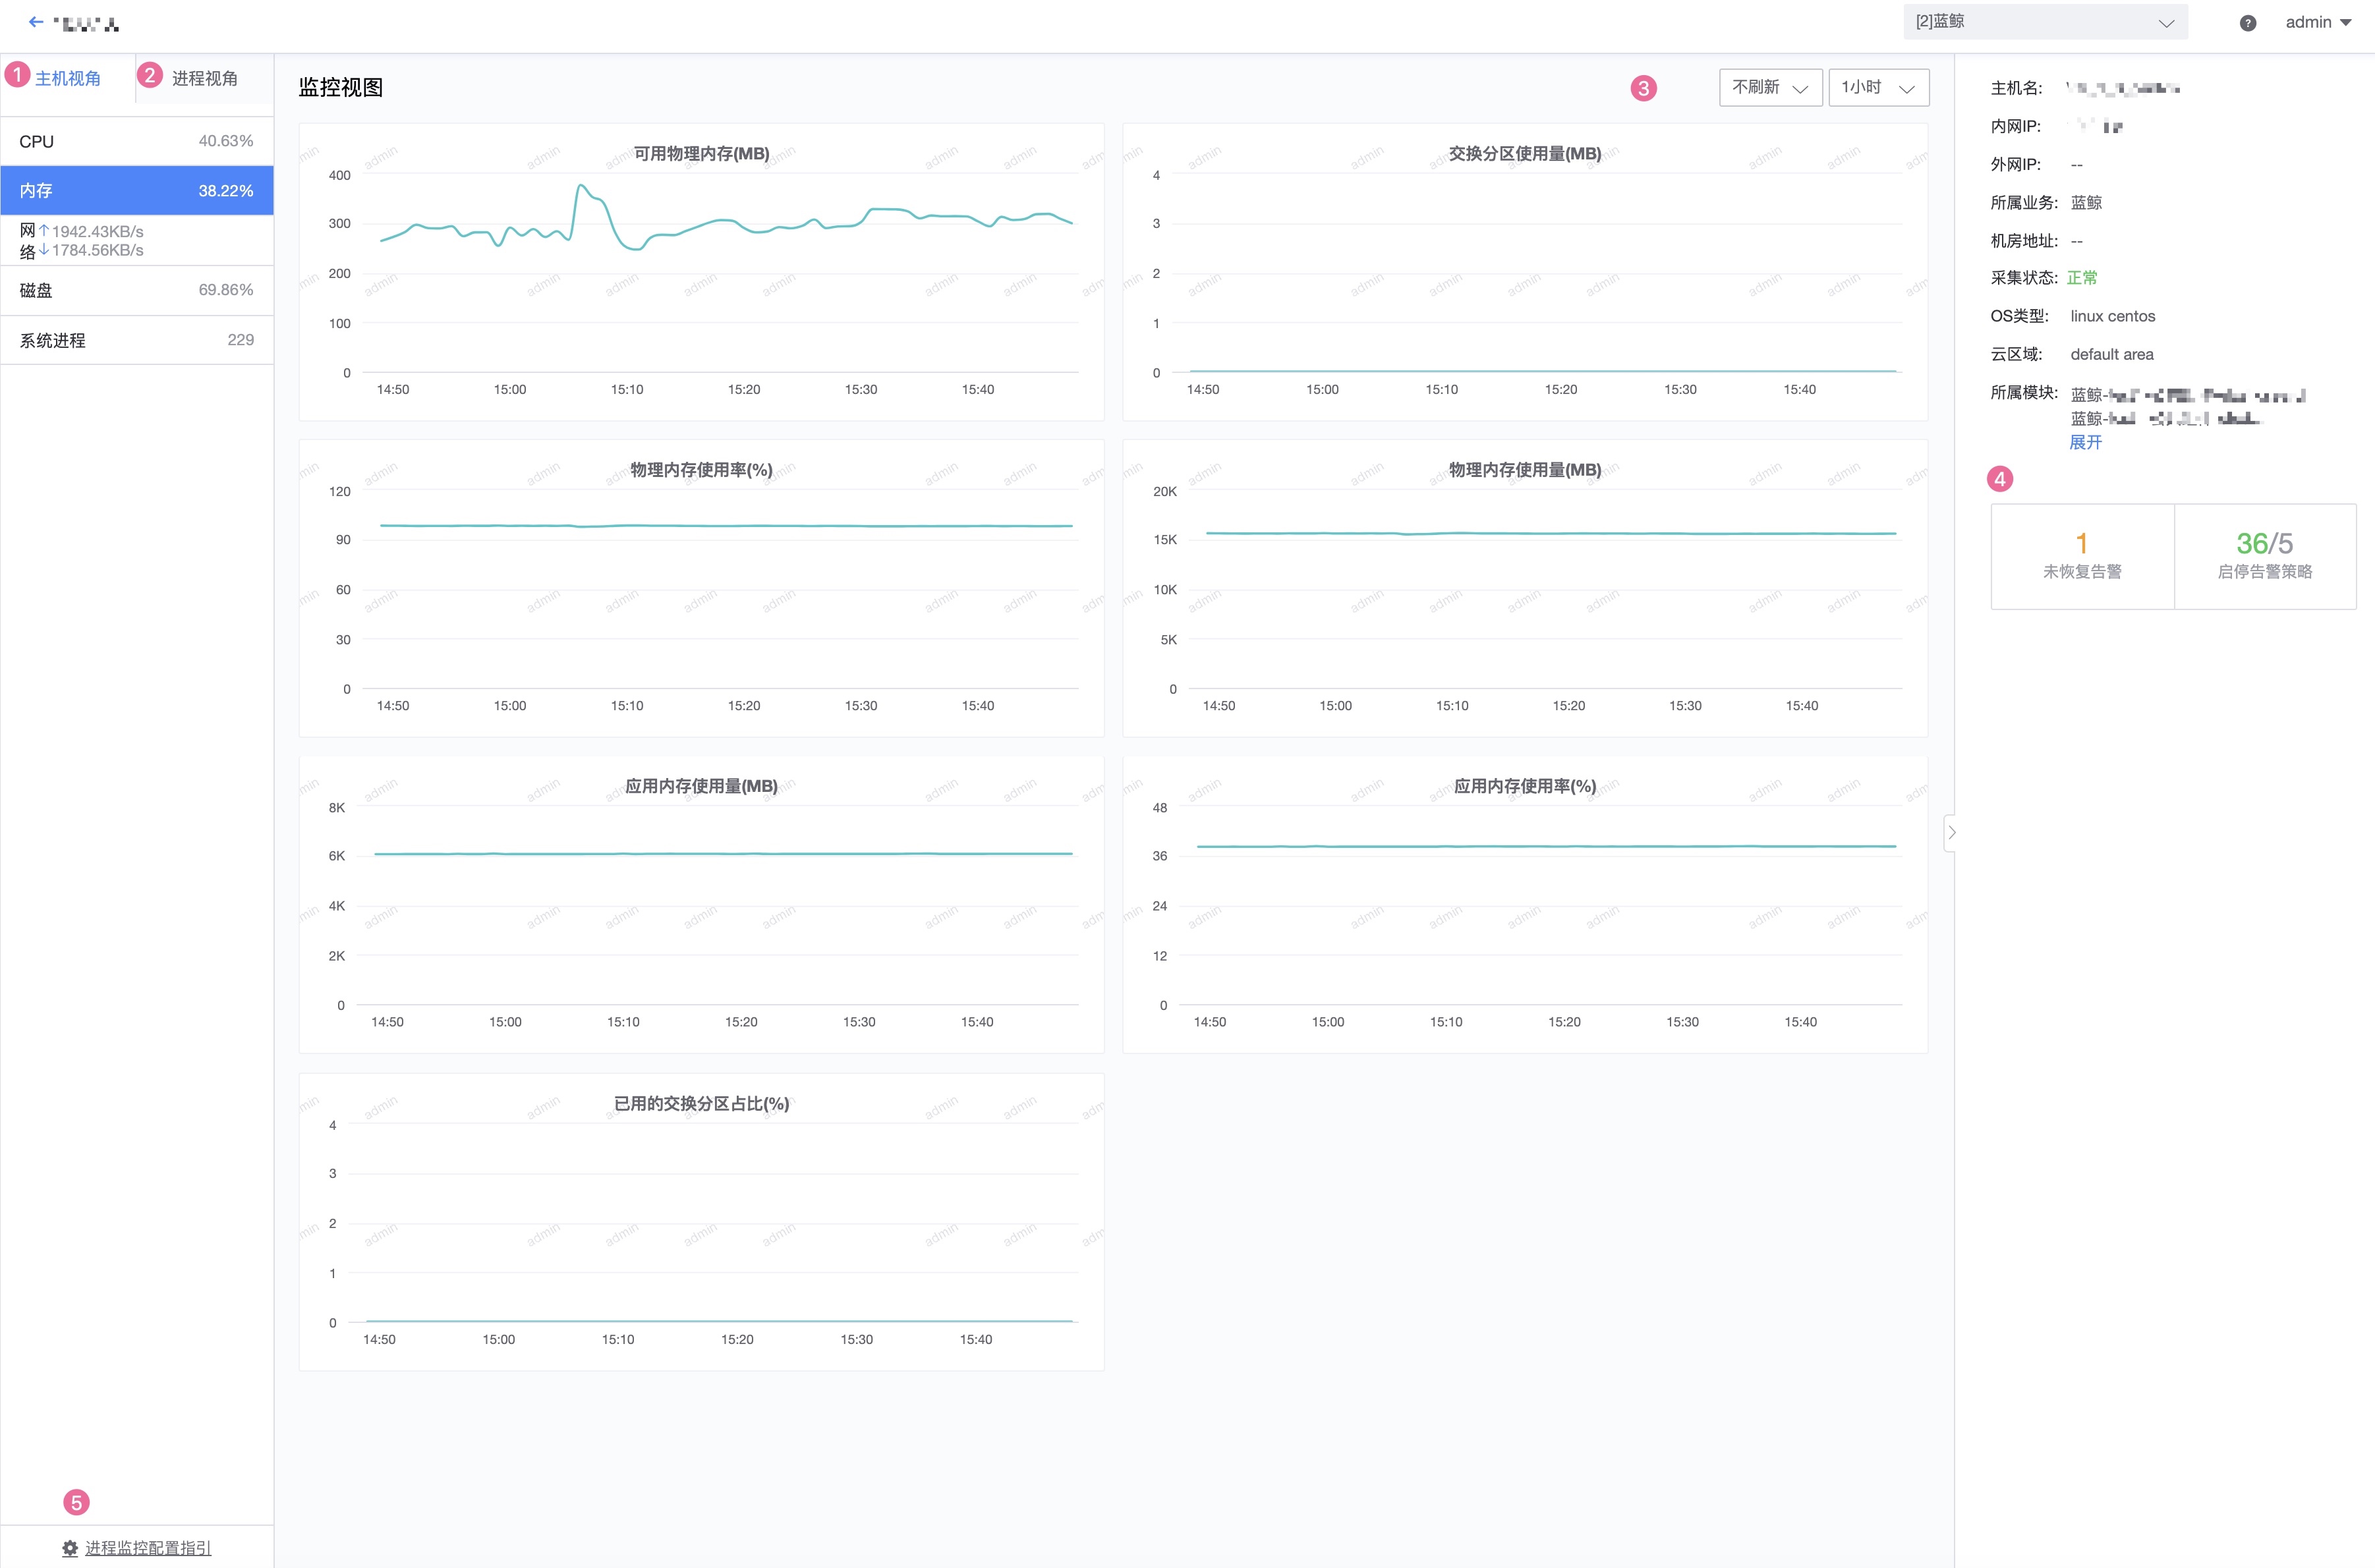 [2]蓝鲸
?
admin
1
主机视角
2
进程视角
CPU 40.63%
内存 38.22%
网络 ↑1942.43KB/s
↓1784.56KB/s
磁盘 69.86%
系统进程 229
5
进程监控配置指引
监控视图
3
不刷新
1小时
可用物理内存(MB)
400
300
200
100
0
14:50 15:00 15:10 15:20 15:30 15:40
交换分区使用量(MB)
4
3
2
1
0
14:50 15:00 15:10 15:20 15:30 15:40
物理内存使用率(%)
120
90
60
30
0
14:50 15:00 15:10 15:20 15:30 15:40
物理内存使用量(MB)
20K
15K
10K
5K
0
14:50 15:00 15:10 15:20 15:30 15:40
应用内存使用量(MB)
8K
6K
4K
2K
0
14:50 15:00 15:10 15:20 15:30 15:40
应用内存使用率(%)
48
36
24
12
0
14:50 15:00 15:10 15:20 15:30 15:40
已用的交换分区占比(%)
4
3
2
1
0
14:50 15:00 15:10 15:20 15:30 15:40
主机名:
内网IP:
外网IP: --
所属业务: 蓝鲸
机房地址: --
采集状态: 正常
OS类型: linux centos
云区域: default area
所属模块: 蓝鲸-
蓝鲸-
展开
4
1
未恢复告警
36/5
启停告警策略